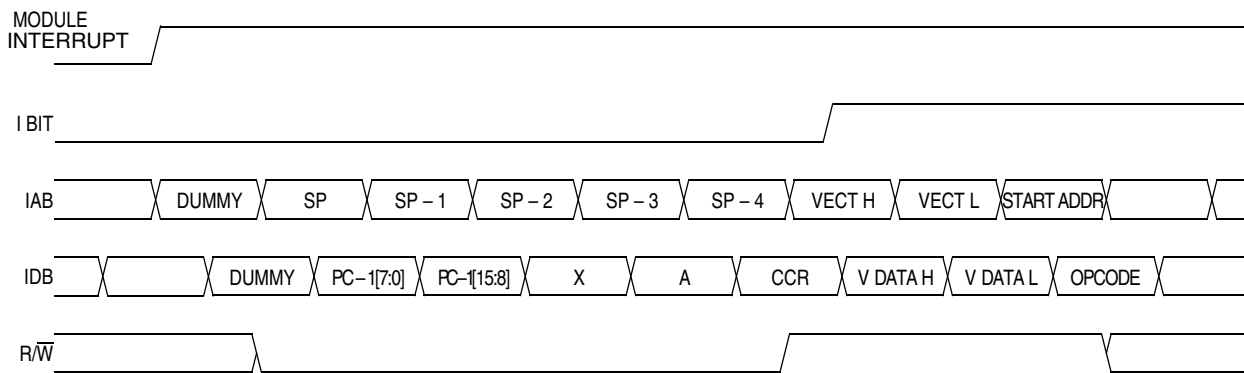 MODULE
INTERRUPT
I BIT
IAB DUMMY SP SP – 1 SP – 2 SP – 3 SP – 4 VECT H VECT L START ADDR
IDB DUMMY PC–1[7:0] PC–1[15:8] X A CCR V DATA H V DATA L OPCODE
R/W̅